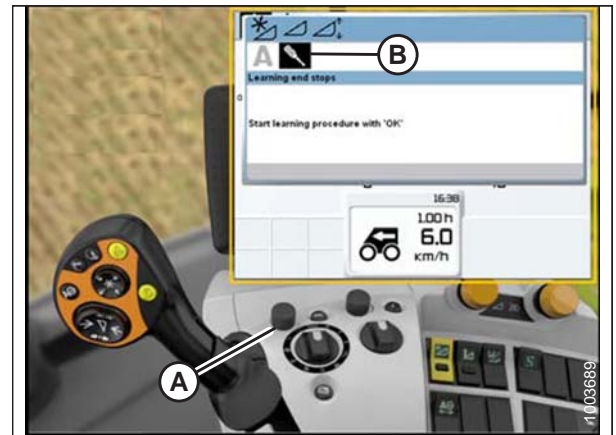 B
A
Learning end stops
Start learning procedure with "OK"
16:38
1.00 h
6.0
km/h
A
1003689